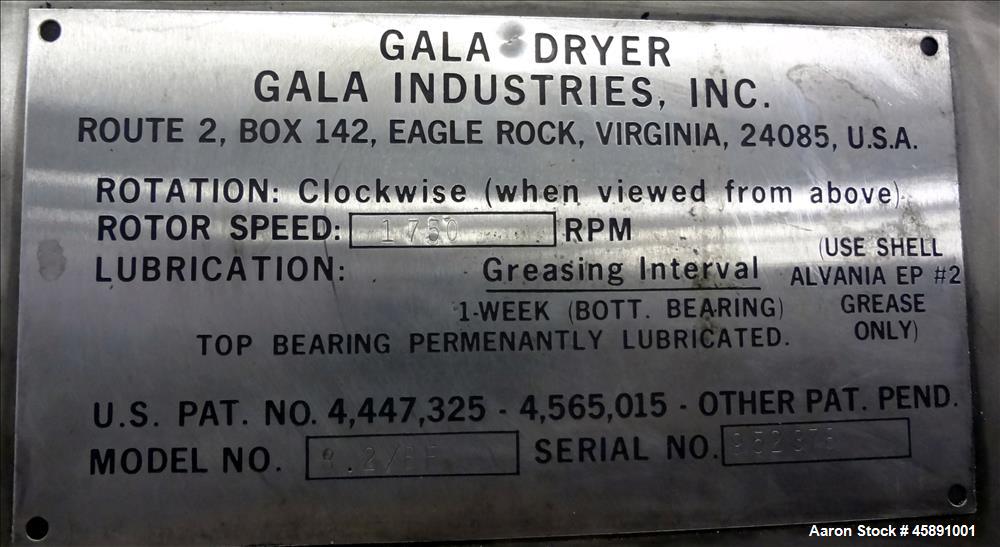 GALA DRYER
GALA INDUSTRIES, INC.
ROUTE 2, BOX 142, EAGLE ROCK, VIRGINIA, 24085, U.S.A.
ROTATION: Clockwise (when viewed from above).
ROTOR SPEED: 1750 RPM
LUBRICATION: Greasing Interval
1-WEEK (BOTT. BEARING)
(USE SHELL
ALVANIA EP #2
GREASE
ONLY)
TOP BEARING PERMENANTLY LUBRICATED.
U.S. PAT. NO. 4,447,325 - 4,565,015 - OTHER PAT. PEND.
MODEL NO.
SERIAL NO.
Aaron Stock # 45891001